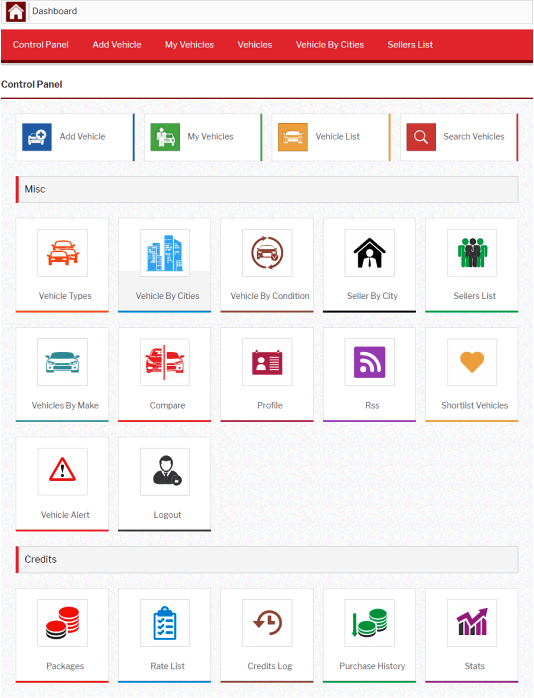 Dashboard
Control Panel Add Vehicle My Vehicles Vehicles Vehicle By Cities Sellers List
Control Panel
Add Vehicle My Vehicles Vehicle List Search Vehicles
Misc
Vehicle Types Vehicle By Cities Vehicle By Condition Seller By City Sellers List
Vehicles By Make Compare Profile Rss Shortlist Vehicles
Vehicle Alert Logout
Credits
Packages Rate List Credits Log Purchase History Stats